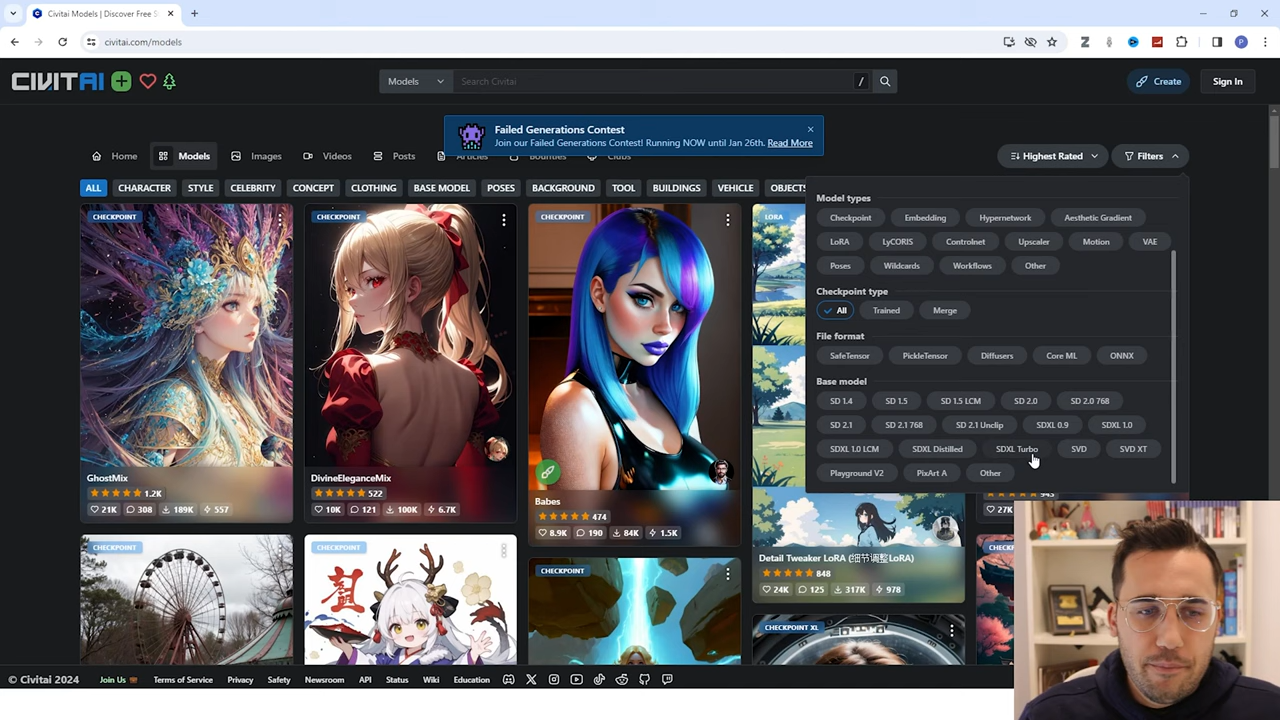 Civitai Models | Discover Free S
civitai.com/models
P
CIVITAI
Models
Search Civitai
/
Create
Sign In
Failed Generations Contest
Join our Failed Generations Contest! Running NOW until Jan 26th. Read More
Home
Models
Images
Videos
Posts
Articles
Bounties
Clubs
Highest Rated
Filters
ALL
CHARACTER
STYLE
CELEBRITY
CONCEPT
CLOTHING
BASE MODEL
POSES
BACKGROUND
TOOL
BUILDINGS
VEHICLE
OBJECTS
Model types
Checkpoint
Embedding
Hypernetwork
Aesthetic Gradient
LoRA
LyCORIS
Controlnet
Upscaler
Motion
VAE
Poses
Wildcards
Workflows
Other
Checkpoint type
All
Trained
Merge
File format
SafeTensor
PickleTensor
Diffusers
Core ML
ONNX
Base model
SD 1.4
SD 1.5
SD 1.5 LCM
SD 2.0
SD 2.0 768
SD 2.1
SD 2.1 768
SD 2.1 Unclip
SDXL 0.9
SDXL 1.0
SDXL 1.0 LCM
SDXL Distilled
SDXL Turbo
SVD
SVD XT
Playground V2
PixArt A
Other
CHECKPOINT
GhostMix
1.2K
21K
308
189K
557
CHECKPOINT
DivineEleganceMix
522
10K
121
100K
6.7K
CHECKPOINT
Babes
474
8.9K
190
84K
1.5K
LORA
Detail Tweaker LoRA (细节调整LoRA)
848
24K
125
317K
978
943
27K
CHECKPOINT
CHECKPOINT
CHECKPOINT
CHECKPOINT XL
© Civitai 2024
Join Us
Terms of Service
Privacy
Safety
Newsroom
API
Status
Wiki
Education